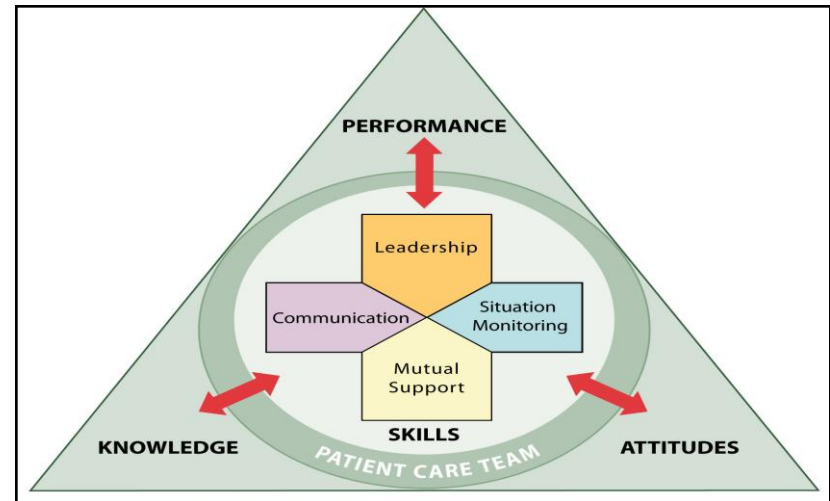 PERFORMANCE
Leadership
Communication
Situation
Monitoring
Mutual
Support
SKILLS
KNOWLEDGE
ATTITUDES
PATIENT CARE TEAM